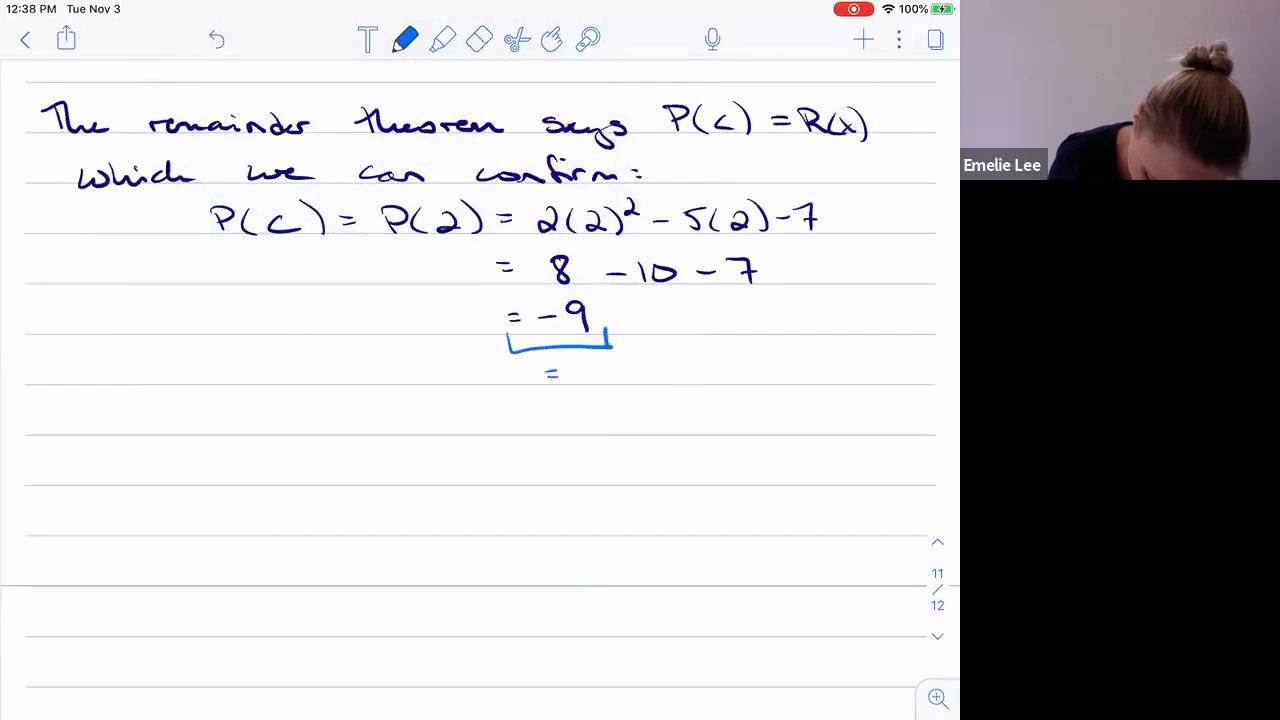 12:38 PM Tue Nov 3
100%
T
The remainder theorem says P(c) = R(x)
which we can confirm:
P(c) = P(2) = 2(2)² - 5(2) - 7
= 8 - 10 - 7
= -9
=
Emelie Lee
11
/
12